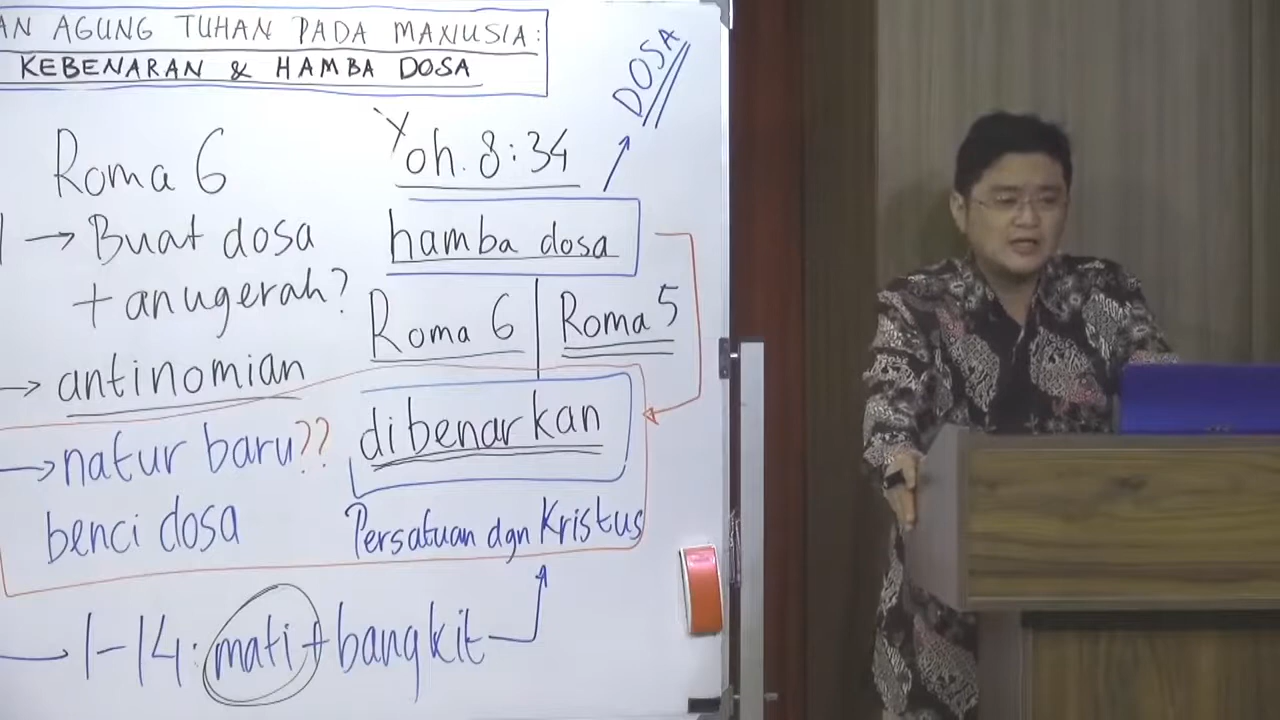 AN AGUNG TUHAN PADA MANUSIA:
KEBENARAN & HAMBA DOSA
DOSA
Roma 6
1 → Buat dosa
+ anugerah?
→ antinomian
→ natur baru??
benci dosa
Yoh. 8:34
hamba dosa
Roma 6 | Roma 5
dibenarkan
Persatuan dgn Kristus
1-14: mati + bangkit